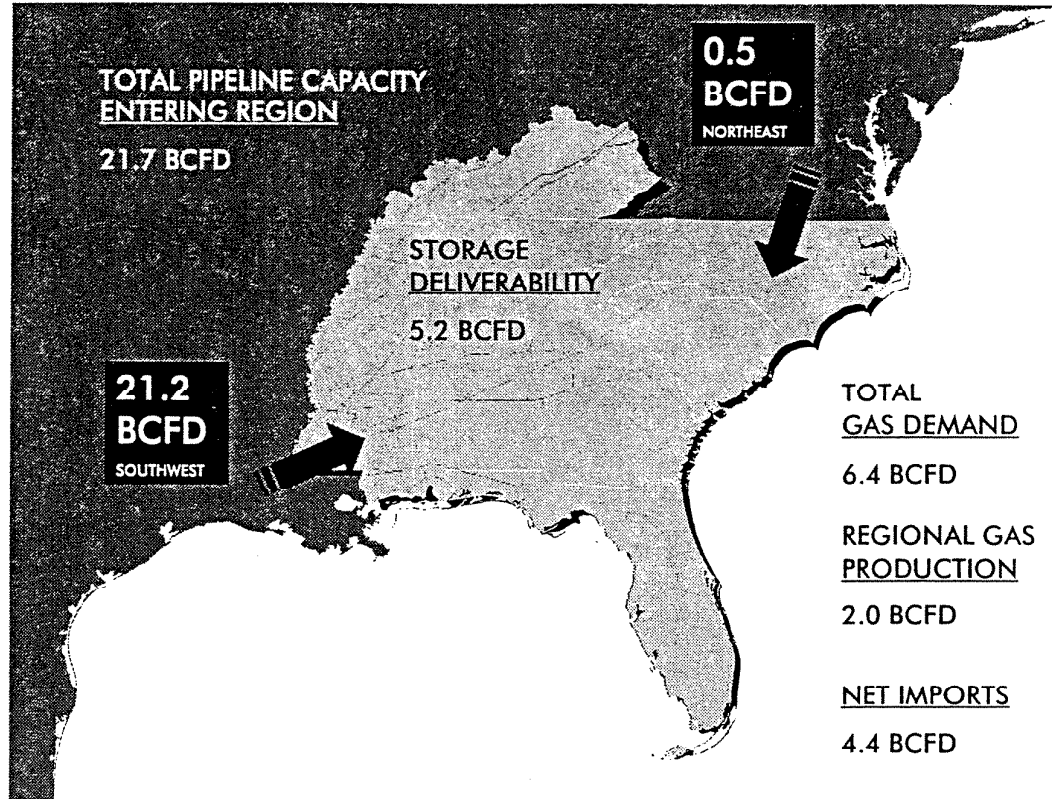 TOTAL PIPELINE CAPACITY
ENTERING REGION
21.7 BCFD
0.5
BCFD
NORTHEAST
STORAGE
DELIVERABILITY
5.2 BCFD
21.2
BCFD
SOUTHWEST
TOTAL
GAS DEMAND
6.4 BCFD
REGIONAL GAS
PRODUCTION
2.0 BCFD
NET IMPORTS
4.4 BCFD